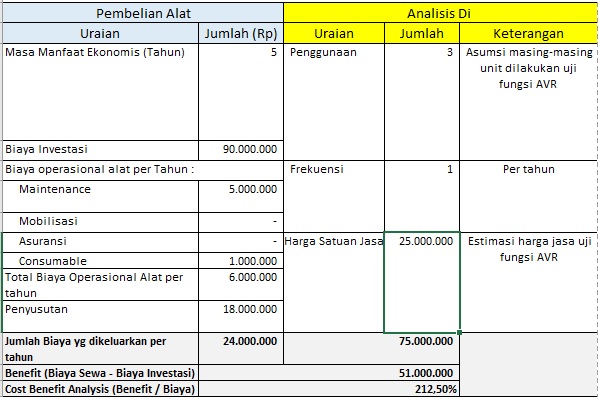 Pembelian Alat Analisis Di
Uraian Jumlah (Rp) Uraian Jumlah Keterangan
Masa Manfaat Ekonomis (Tahun) 5 Penggunaan 3 Asumsi masing-masing
unit dilakukan uji
fungsi AVR
Biaya Investasi 90.000.000
Biaya operasional alat per Tahun : Frekuensi 1 Per tahun
Maintenance 5.000.000
Mobilisasi -
Asuransi - Harga Satuan Jasa 25.000.000 Estimasi harga jasa uji
fungsi AVR
Consumable 1.000.000
Total Biaya Operasional Alat per
tahun 6.000.000
Penyusutan 18.000.000
Jumlah Biaya yg dikeluarkan per
tahun 24.000.000 75.000.000
Benefit (Biaya Sewa - Biaya Investasi) 51.000.000
Cost Benefit Analysis (Benefit / Biaya) 212,50%